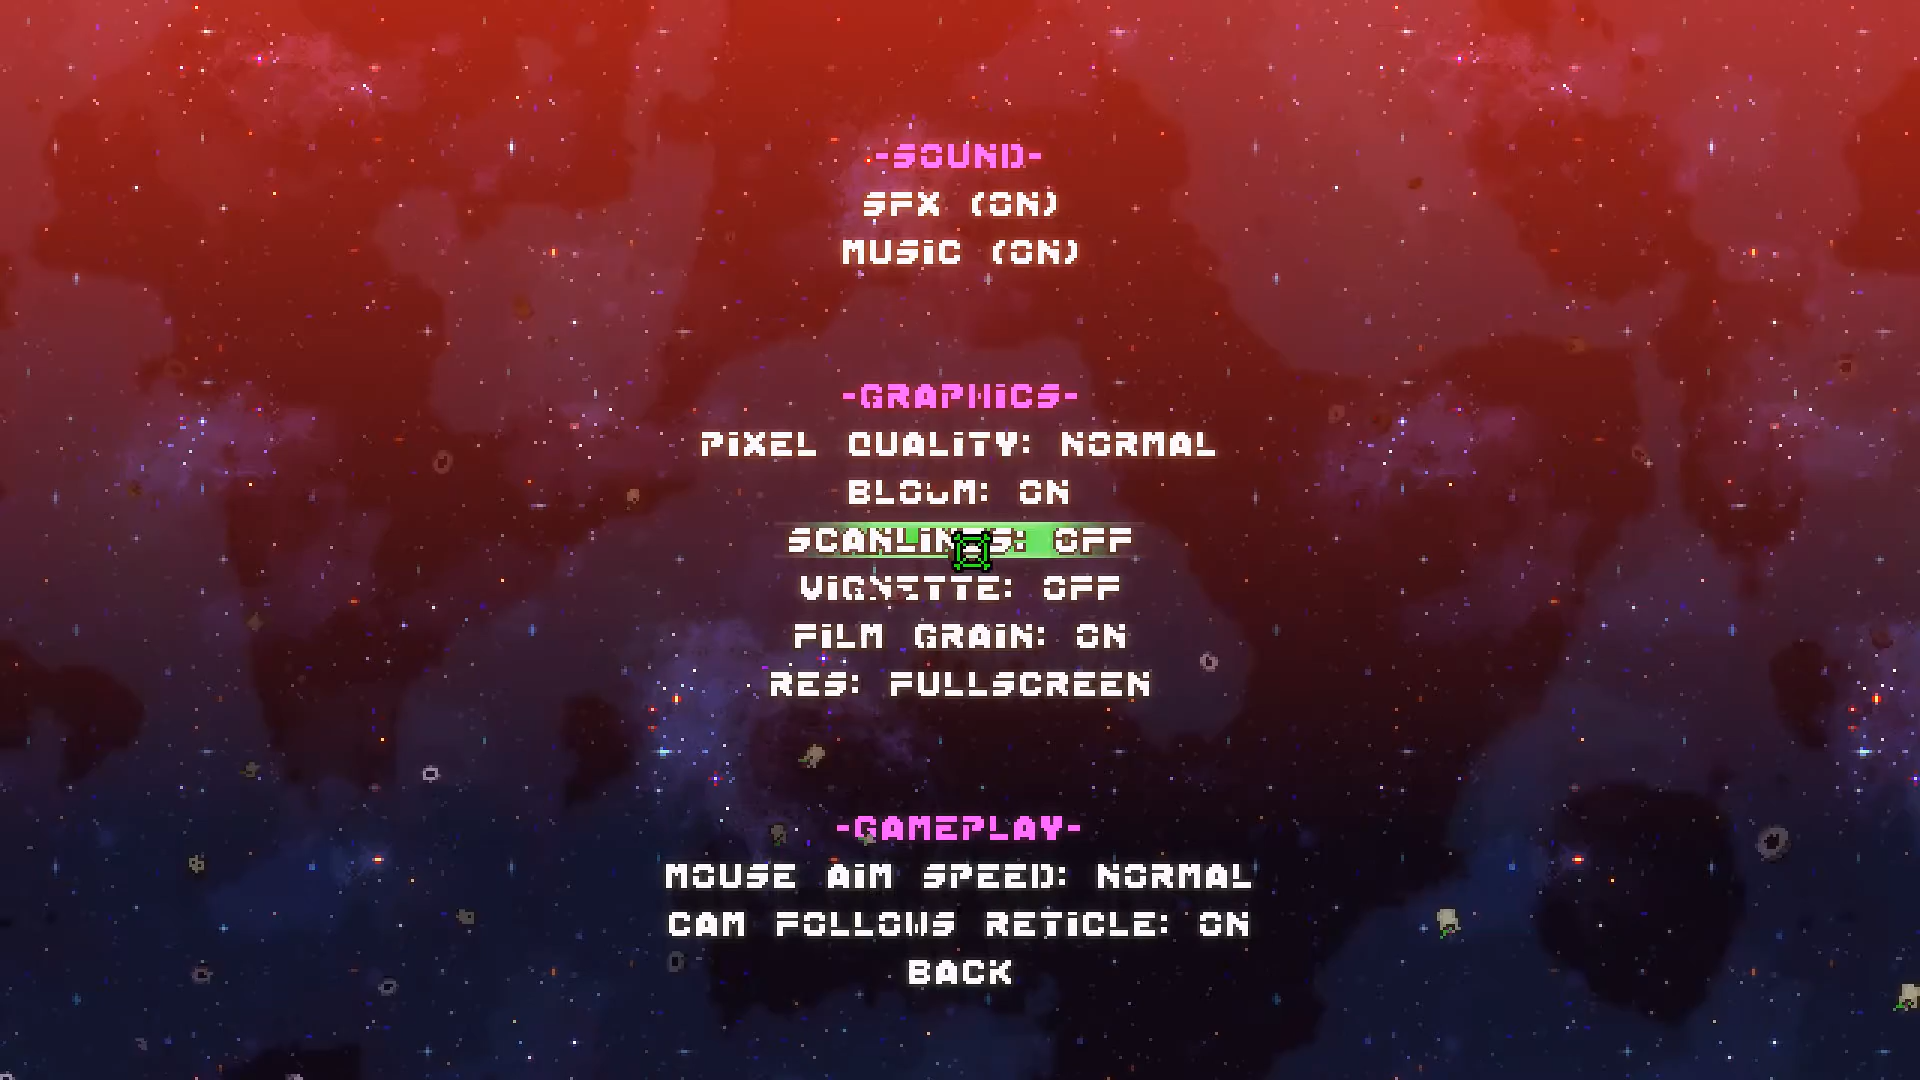 -SOUND-
SFX (ON)
MUSiC (ON)
-GRAPHiCS-
PiXEL QUALiTY: NORMAL
BLOOM: ON
SCANLiNES: OFF
ViGNETTE: OFF
FiLM GRAiN: ON
RES: FULLSCREEN
-GAMEPLAY-
MOUSE AiM SPEED: NORMAL
CAM FOLLOWS RETiCLE: ON
BACK